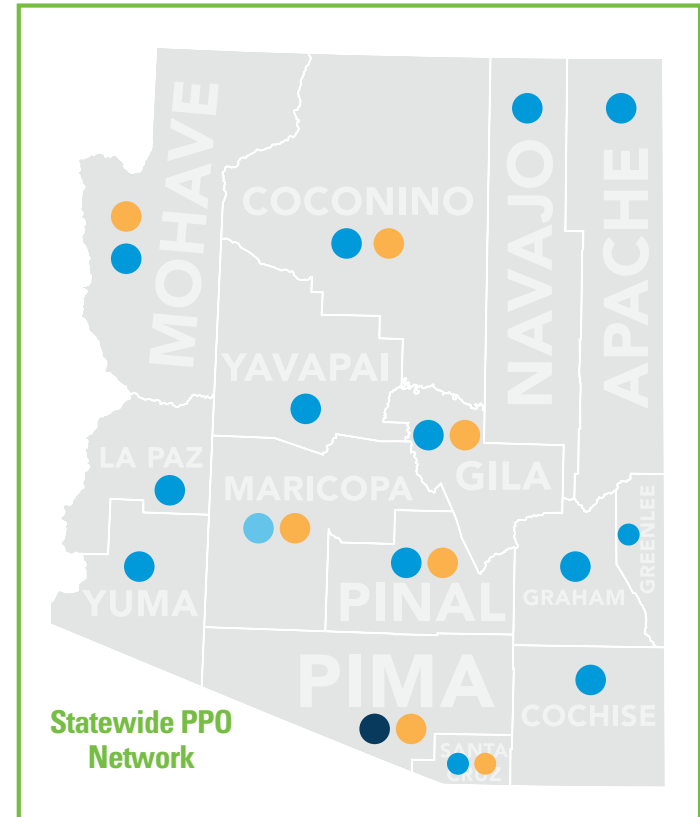 MOHAVE
COCONINO
NAVAJO
APACHE
YAVAPAI
LA PAZ
MARICOPA
GILA
GREENLEE
YUMA
PINAL
GRAHAM
PIMA
COCHISE
SANTA
CRUZ
Statewide PPO
Network